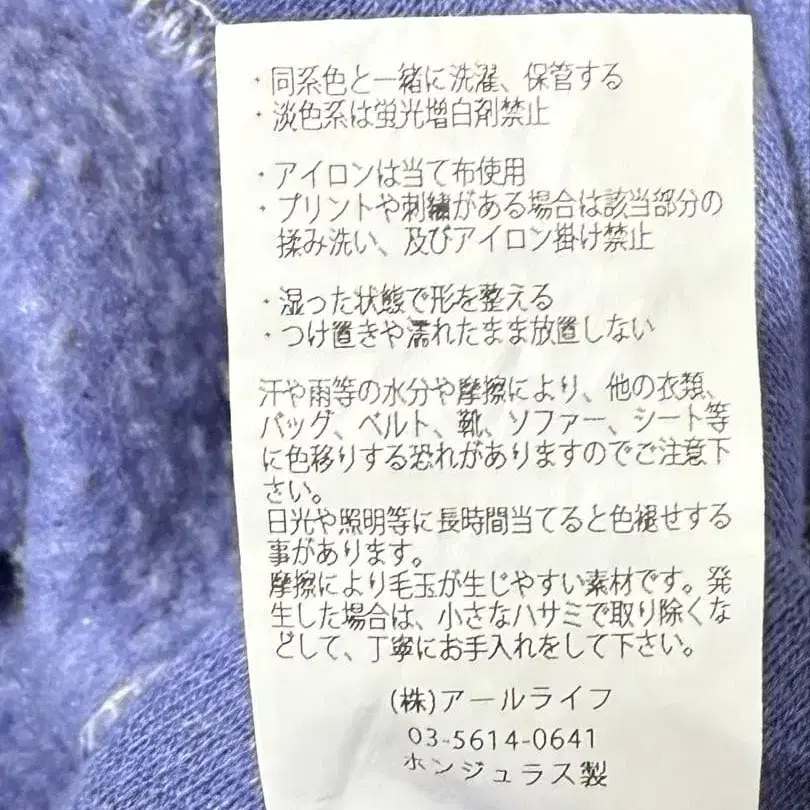 ・同系色と一緒に洗濯、保管する
・淡色系は蛍光増白剤禁止
・アイロンは当て布使用
・プリントや刺繍がある場合は該当部分の
揉み洗い、及びアイロン掛け禁止
・湿った状態で形を整える
・つけ置きや濡れたまま放置しない
汗や雨等の水分や摩擦により、他の衣類、
バッグ、ベルト、靴、ソファー、シート等
に色移りする恐れがありますのでご注意下
さい。
日光や照明等に長時間当てると色褪せする
事があります。
摩擦により毛玉が生じやすい素材です。発
生した場合は、小さなハサミで取り除くな
どして、丁寧にお手入れをして下さい。
(株)アールライフ
03-5614-0641
ホンジュラス製